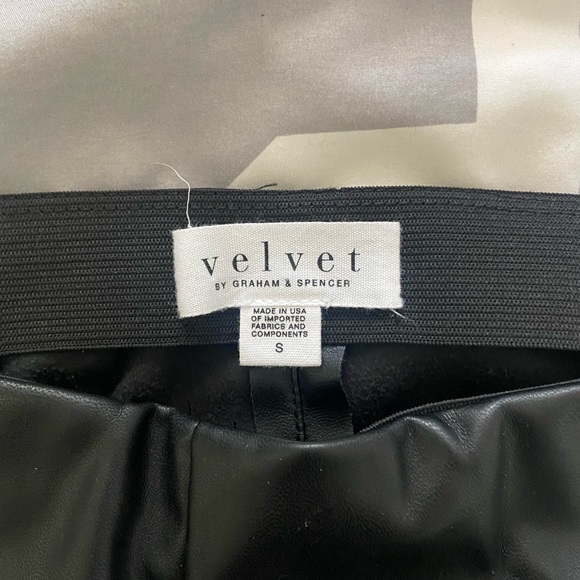 velvet
BY GRAHAM & SPENCER
MADE IN USA
OF IMPORTED
FABRICS AND
COMPONENTS
S